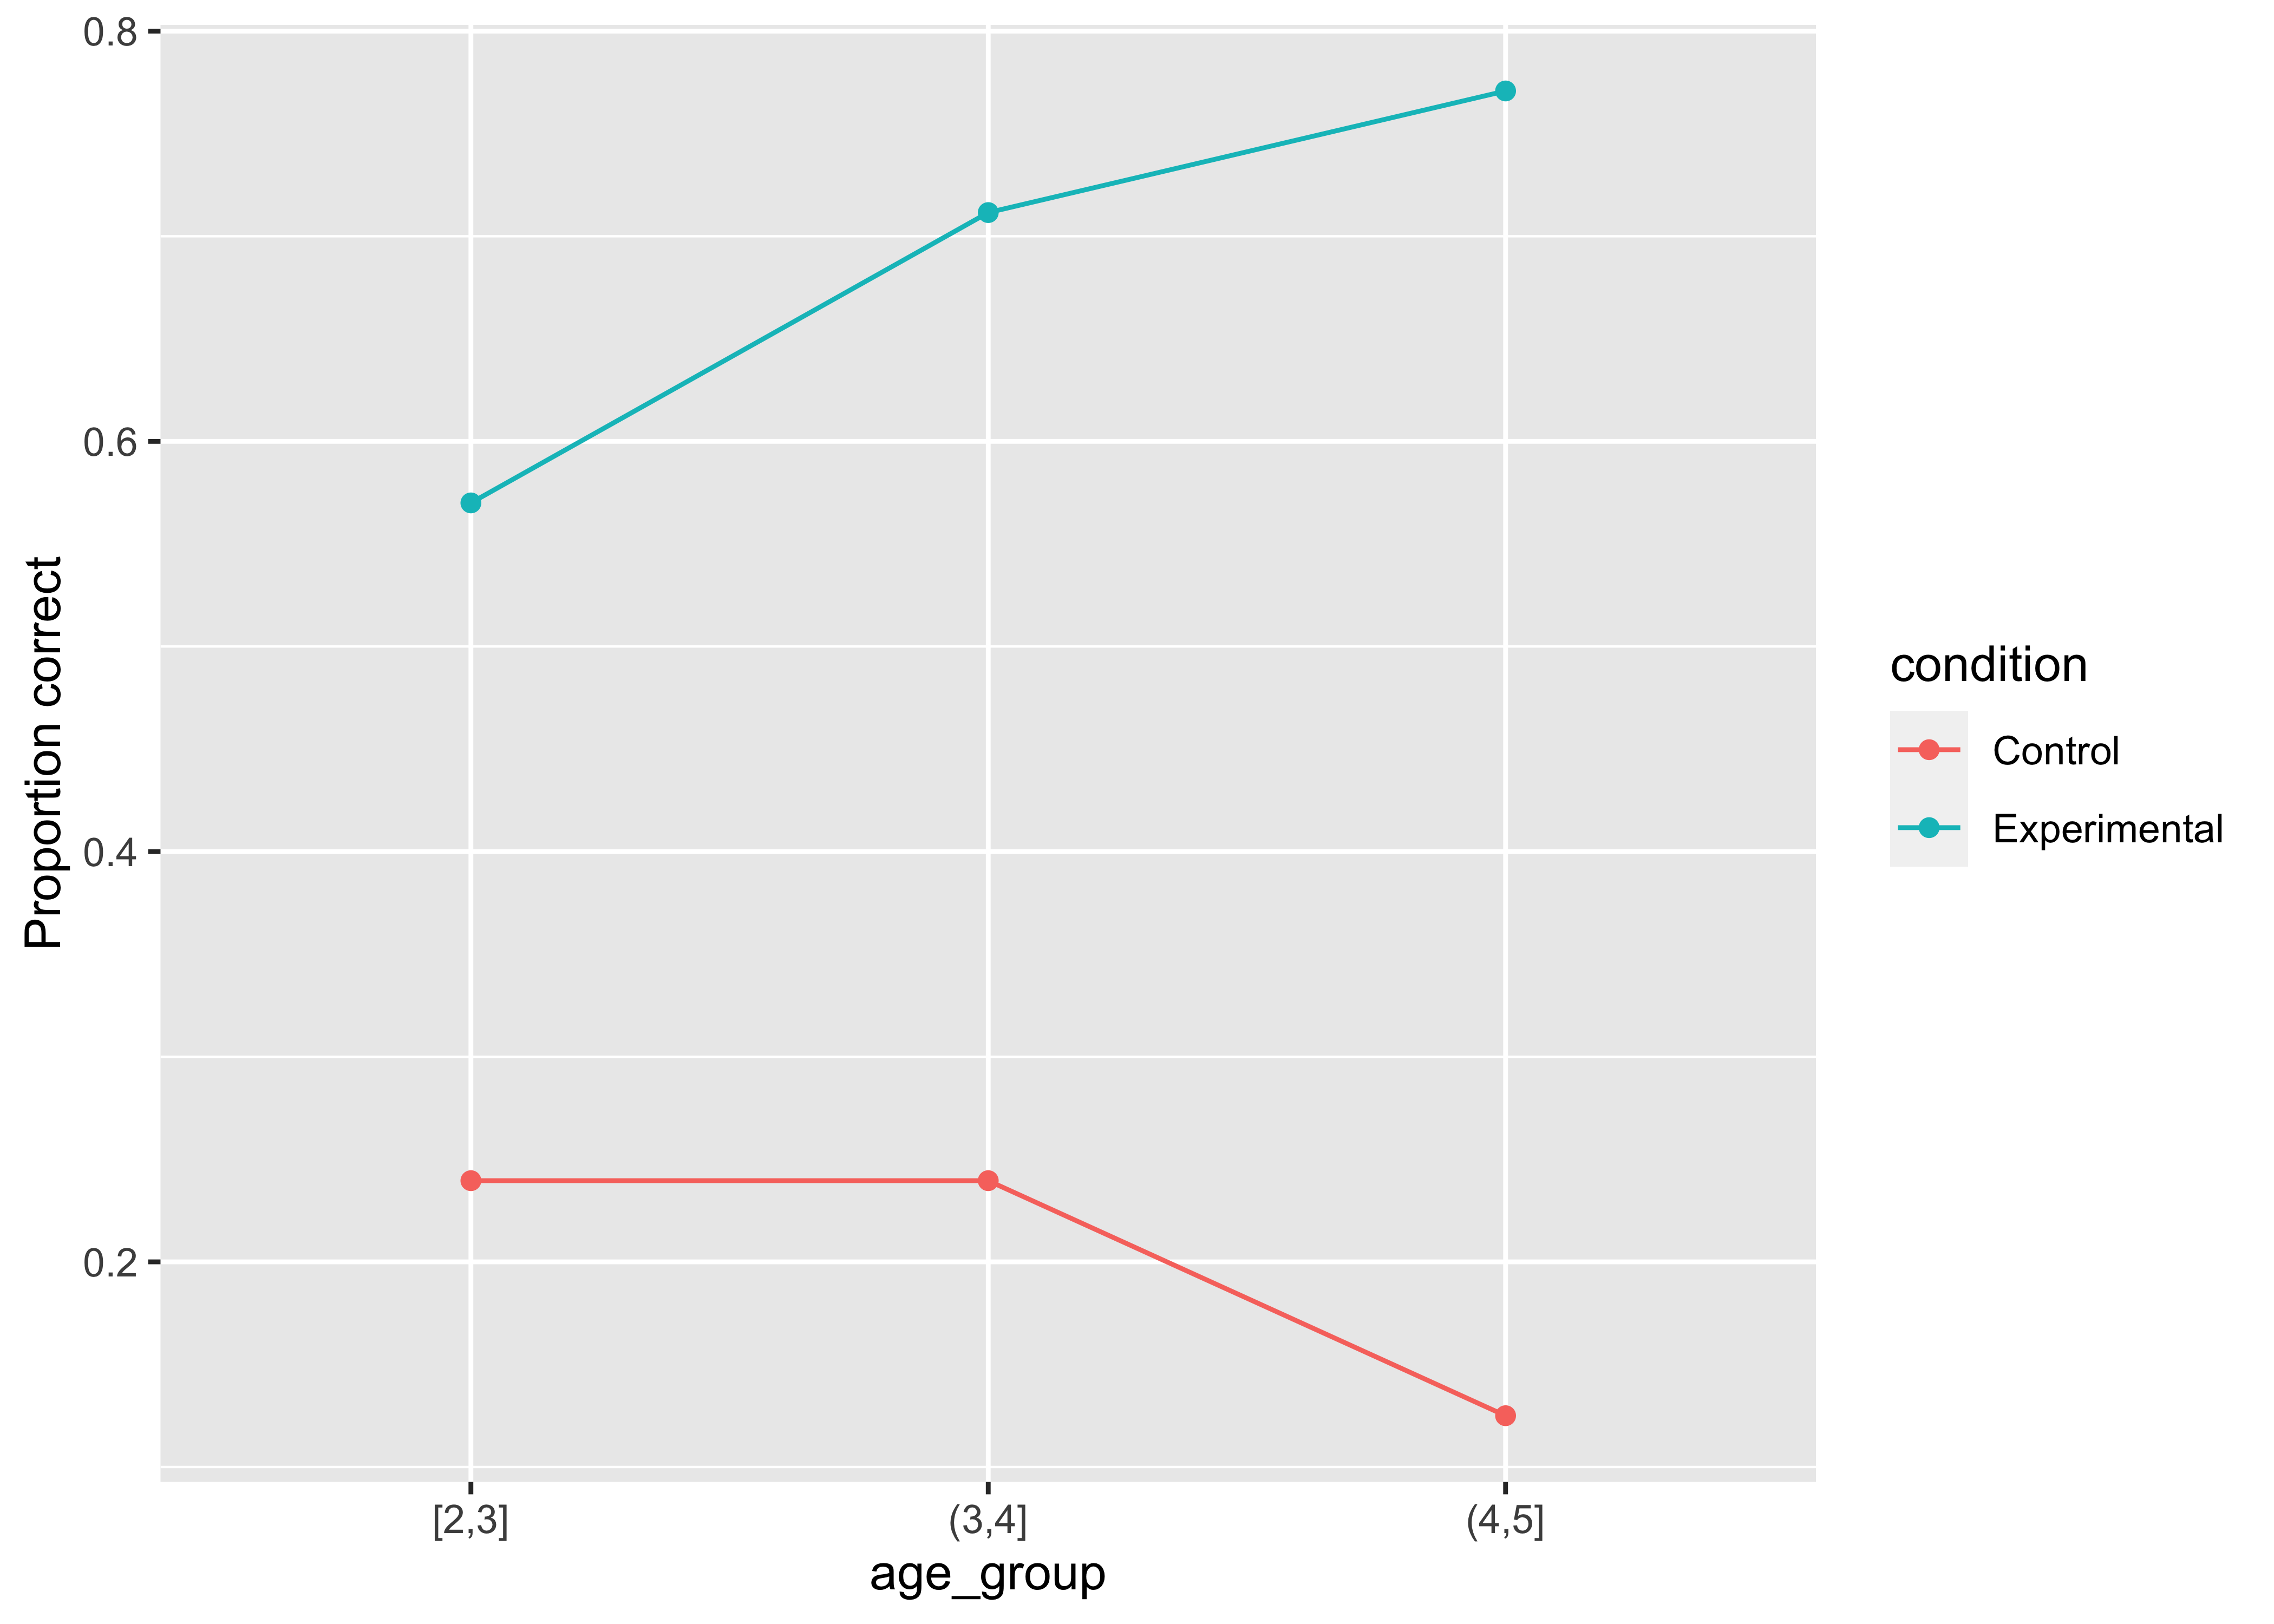 0.8
0.6
0.4
0.2
Proportion correct
[2,3]
(3,4]
(4,5]
age_group
condition
Control
Experimental